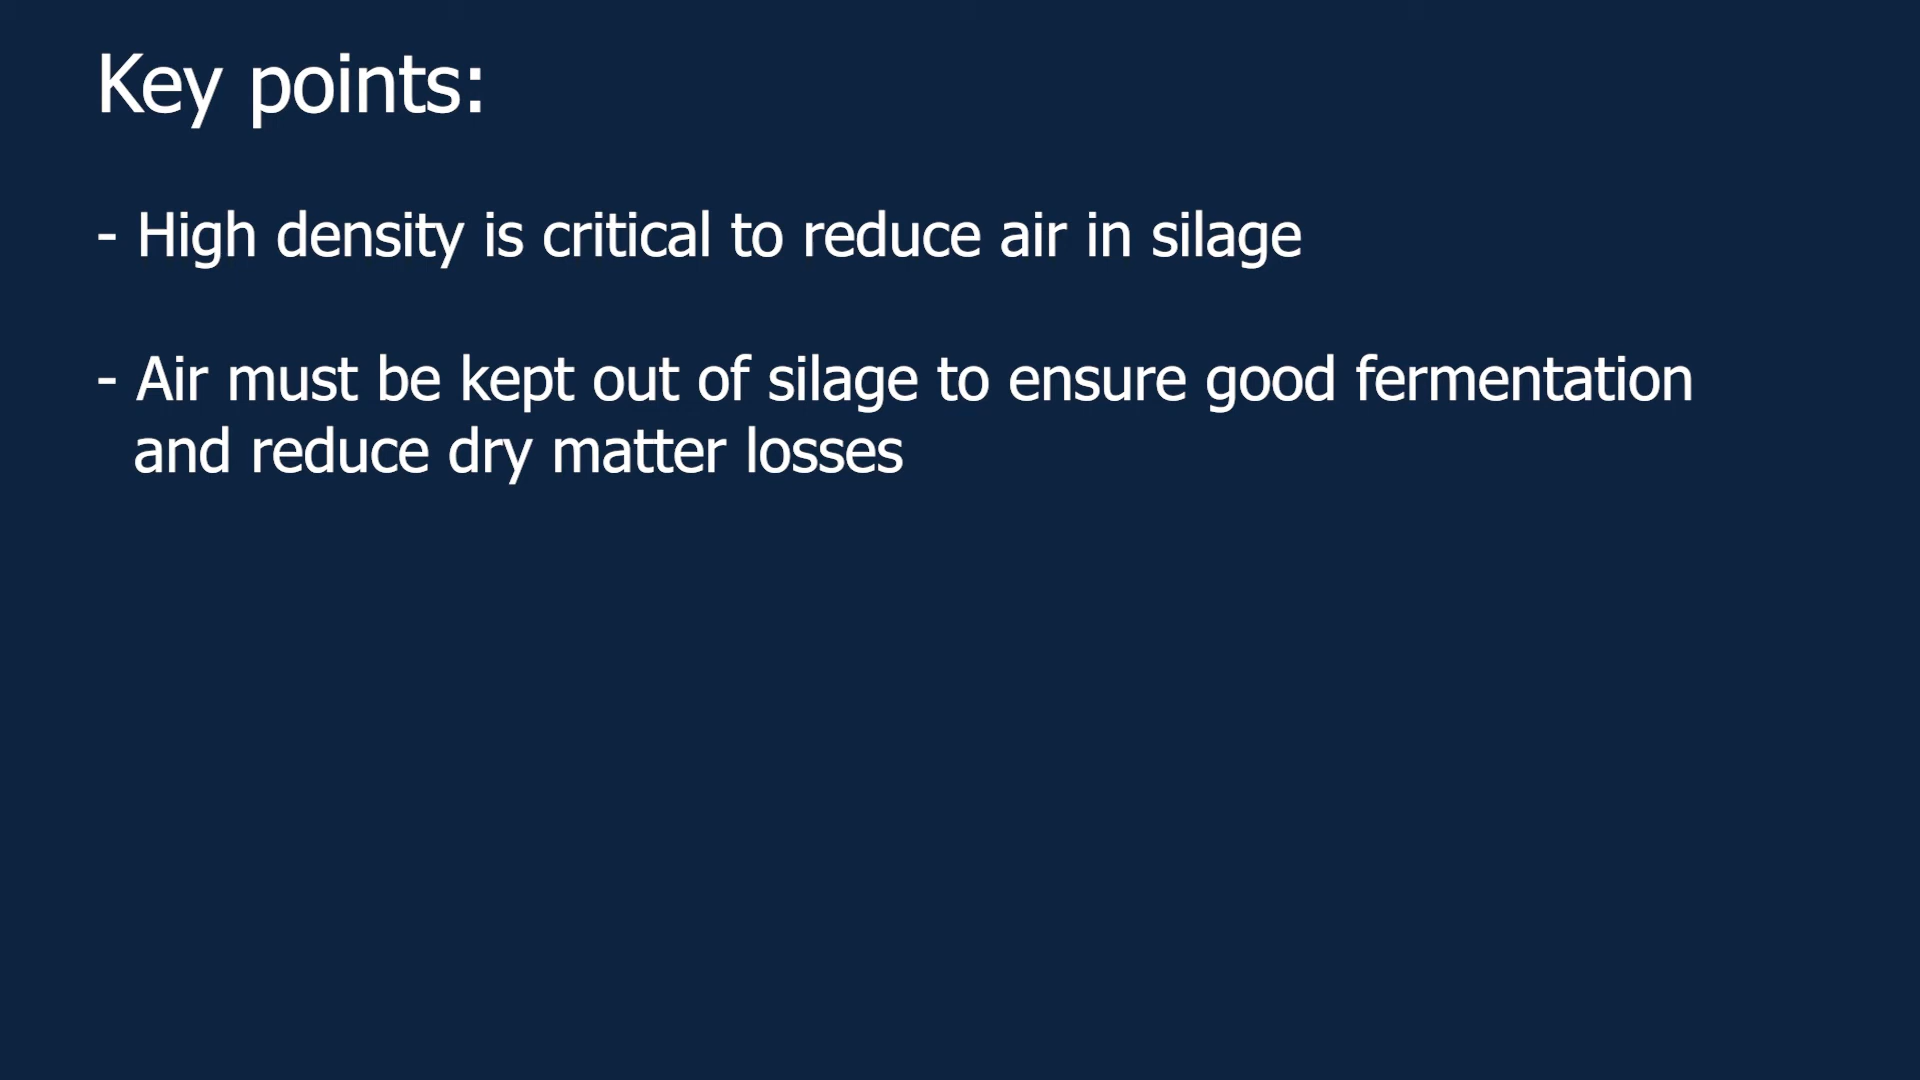 Key points:
- High density is critical to reduce air in silage
- Air must be kept out of silage to ensure good fermentation
and reduce dry matter losses